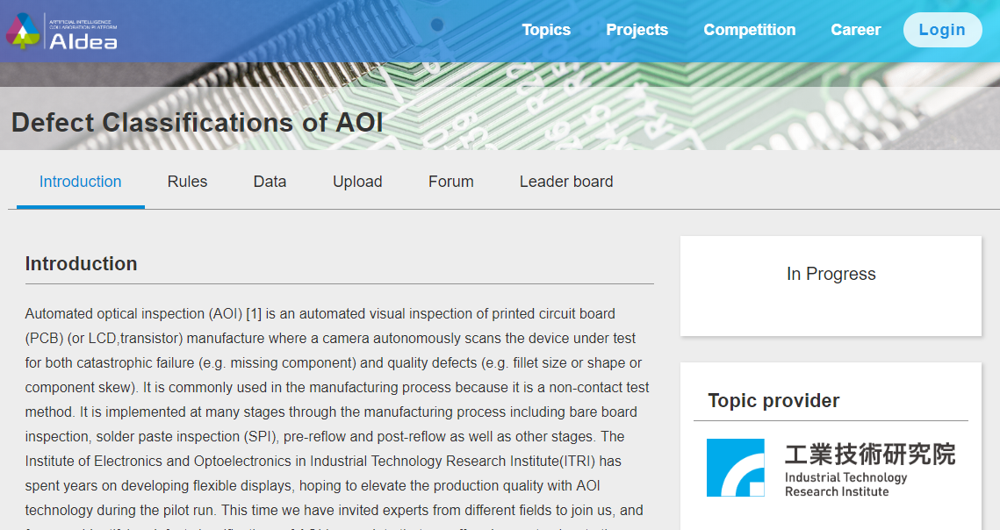 ARTIFICIAL INTELLIGENCE
COLLABORATION PLATFORM
AIdea
Topics Projects Competition Career Login
Defect Classifications of AOI
Introduction Rules Data Upload Forum Leader board
Introduction
Automated optical inspection (AOI) [1] is an automated visual inspection of printed circuit board
(PCB) (or LCD,transistor) manufacture where a camera autonomously scans the device under test
for both catastrophic failure (e.g. missing component) and quality defects (e.g. fillet size or shape or
component skew). It is commonly used in the manufacturing process because it is a non-contact test
method. It is implemented at many stages through the manufacturing process including bare board
inspection, solder paste inspection (SPI), pre-reflow and post-reflow as well as other stages. The
Institute of Electronics and Optoelectronics in Industrial Technology Research Institute(ITRI) has
spent years on developing flexible displays, hoping to elevate the production quality with AOI
technology during the pilot run. This time we have invited experts from different fields to join us, and
In Progress
Topic provider
工業技術研究院
Industrial Technology
Research Institute